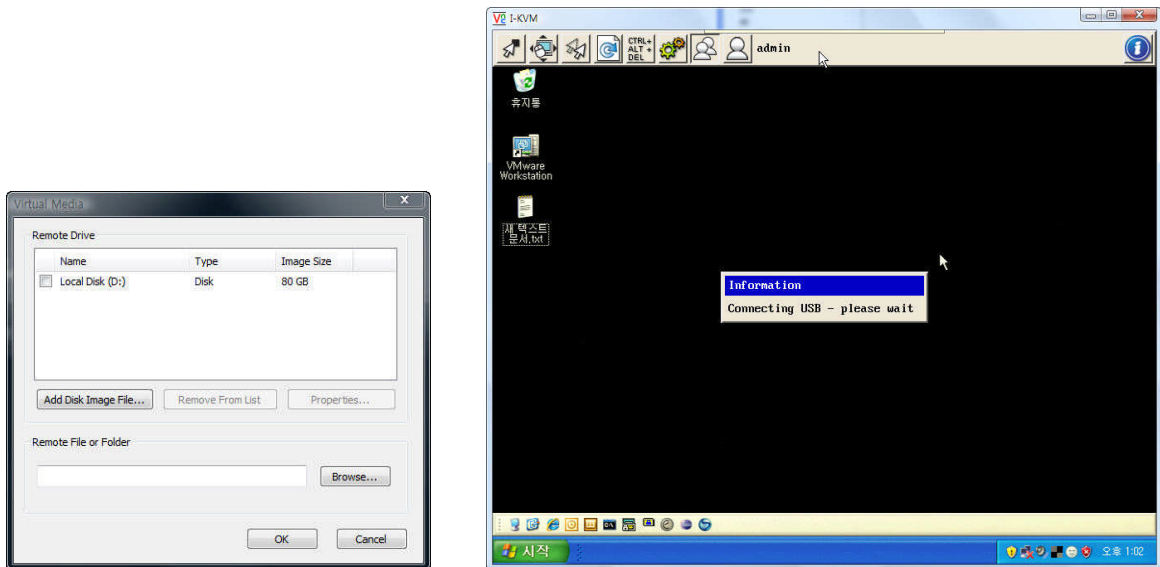 Virtual Media
Remote Drive
Name Type Image Size
Local Disk (D:) Disk 80 GB
Add Disk Image File... Remove From List Properties...
Remote File or Folder
Browse...
OK Cancel
I-KVM
CTRL+
ALT +
DEL
admin
휴지통
VMware
Workstation
새 텍스트
문서.txt
Information
Connecting USB - please wait
시작
오후 1:02